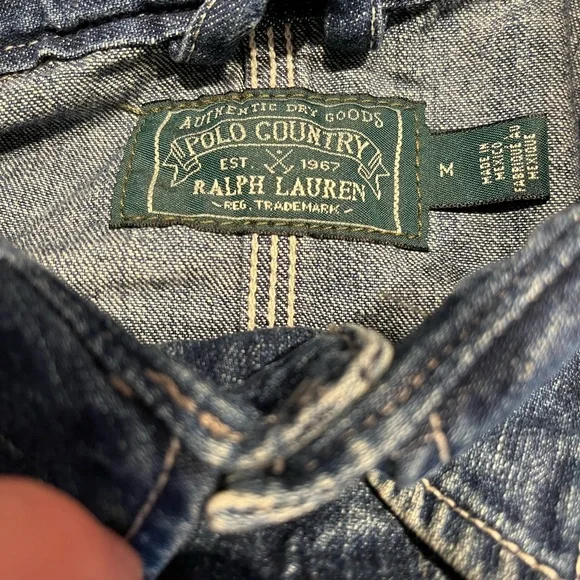 AUTHENTIC DRY GOODS
POLO COUNTRY
EST. 1967
RALPH LAUREN
~REG. TRADEMARK~
M
MADE IN
MEXICO
FABRIQUÉ AU
MEXIQUE